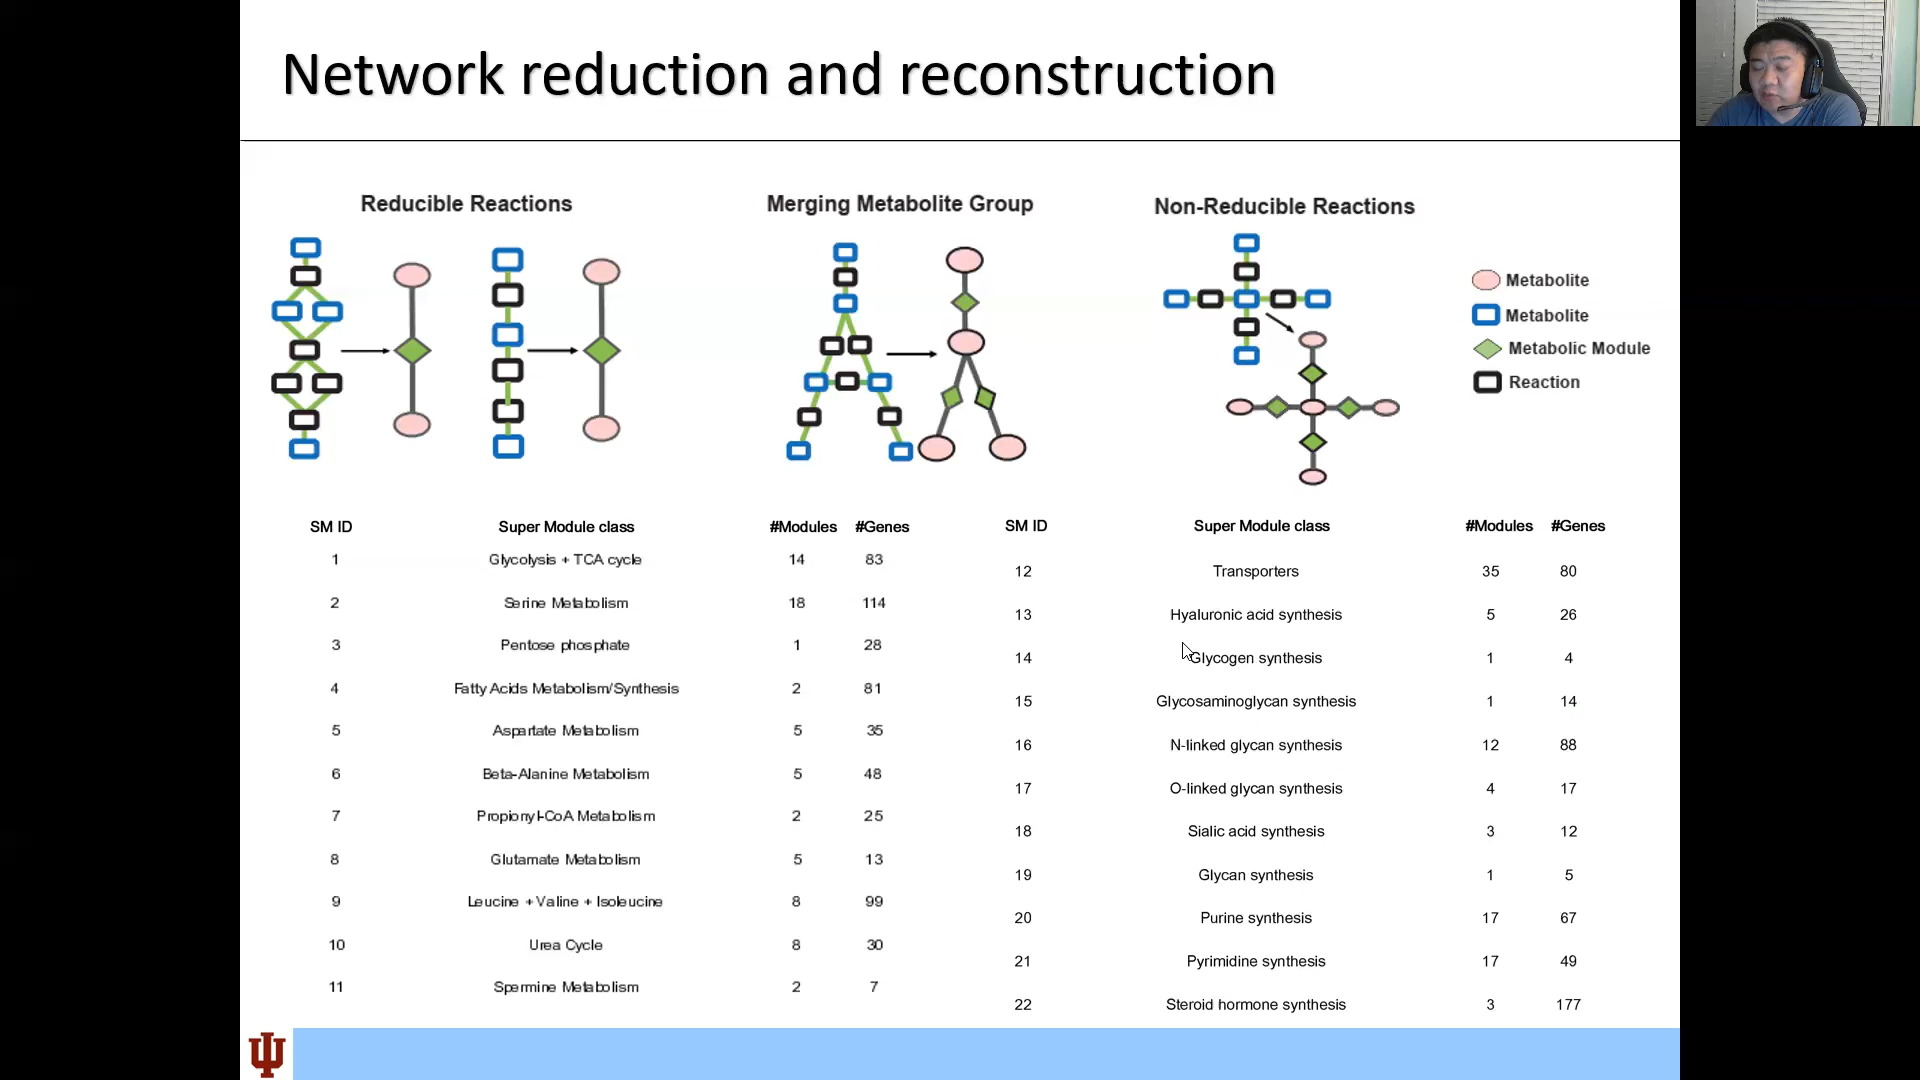 Network reduction and reconstruction
Reducible Reactions
Merging Metabolite Group
Non-Reducible Reactions
Metabolite
Metabolite
Metabolic Module
Reaction
SM ID Super Module class #Modules #Genes
1 Glycolysis + TCA cycle 14 83
2 Serine Metabolism 18 114
3 Pentose phosphate 1 28
4 Fatty Acids Metabolism/Synthesis 2 81
5 Aspartate Metabolism 5 35
6 Beta-Alanine Metabolism 5 48
7 Propionyl-CoA Metabolism 2 25
8 Glutamate Metabolism 5 13
9 Leucine + Valine + Isoleucine 8 99
10 Urea Cycle 8 30
11 Spermine Metabolism 2 7
SM ID Super Module class #Modules #Genes
12 Transporters 35 80
13 Hyaluronic acid synthesis 5 26
14 Glycogen synthesis 1 4
15 Glycosaminoglycan synthesis 1 14
16 N-linked glycan synthesis 12 88
17 O-linked glycan synthesis 4 17
18 Sialic acid synthesis 3 12
19 Glycan synthesis 1 5
20 Purine synthesis 17 67
21 Pyrimidine synthesis 17 49
22 Steroid hormone synthesis 3 177